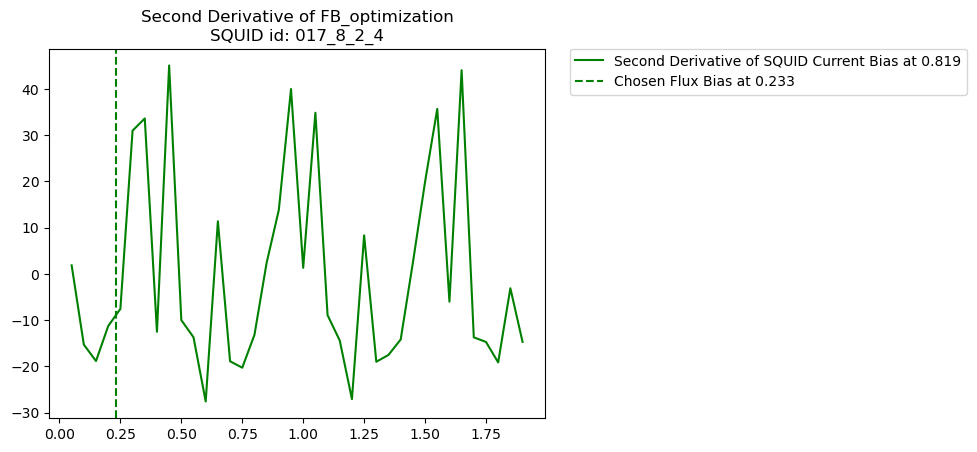 Second Derivative of FB_optimization
SQUID id: 017_8_2_4
Second Derivative of SQUID Current Bias at 0.819
Chosen Flux Bias at 0.233
40
30
20
10
0
−10
−20
−30
0.00 0.25 0.50 0.75 1.00 1.25 1.50 1.75